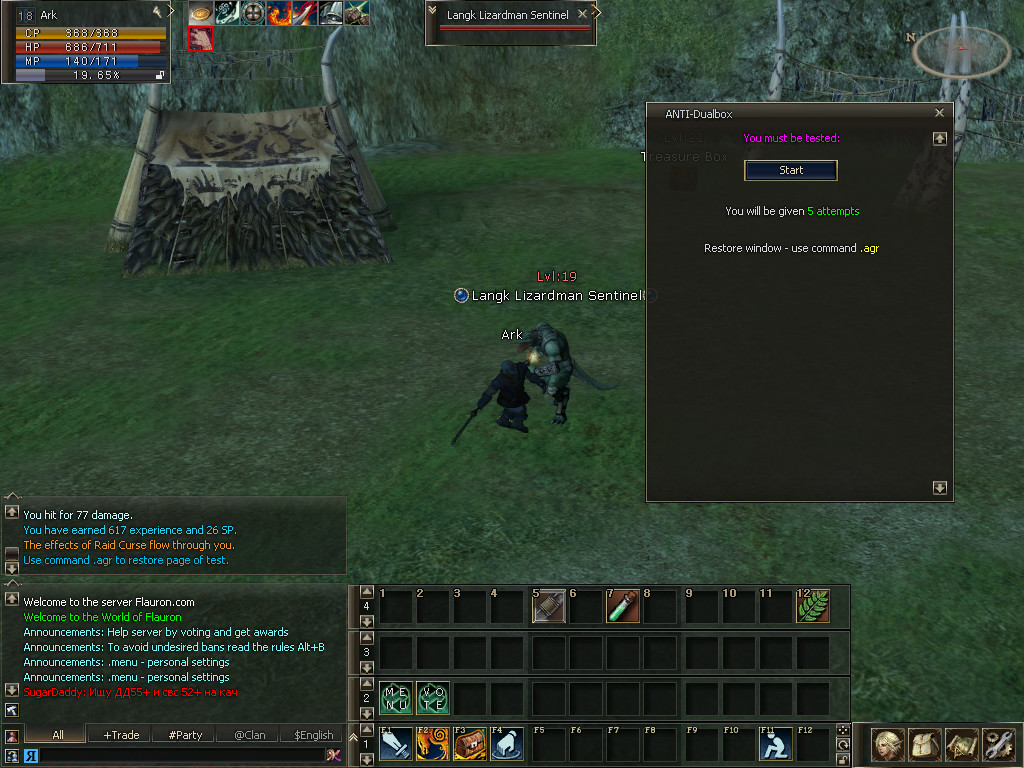 18 Ark
CP 368/368
HP 686/711
MP 140/171
19.65%
Langk Lizardman Sentinel
N
ANTI-Dualbox
You must be tested:
Treasure Box
Start
You will be given 5 attempts
Restore window - use command .agr
Lvl:19
Langk Lizardman Sentinel
Ark
You hit for 77 damage.
You have earned 617 experience and 26 SP.
The effects of Raid Curse flow through you.
Use command .agr to restore page of test.
Welcome to the server Flauron.com
Welcome to the World of Flauron
Announcements: Help server by voting and get awards
Announcements: To avoid undesired bans read the rules Alt+B
Announcements: .menu - personal settings
Announcements: .menu - personal settings
SugarDaddy: Ищу ДД55+ и свс 52+ на кач
All +Trade #Party @Clan $English
Я
4 1 2 3 4 5 6 7 8 9 10 11 12
3
2 MENU VOTE
1 F1 F2 F3 F4 F5 F6 F7 F8 F9 F10 F11 F12